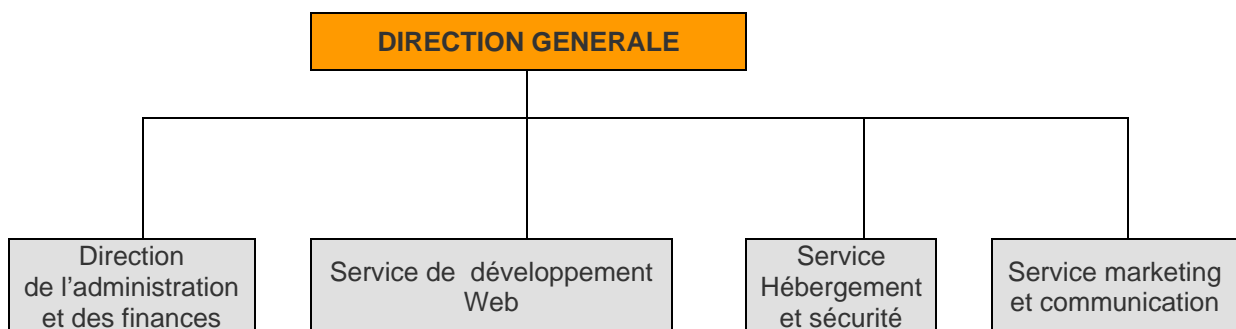 DIRECTION GENERALE
Direction
de l'administration
et des finances
Service de développement
Web
Service
Hébergement
et sécurité
Service marketing
et communication